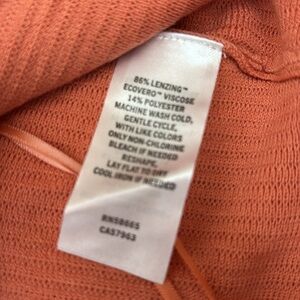 86% LENZING™
ECOVERO™ VISCOSE
14% POLYESTER
MACHINE WASH COLD,
GENTLE CYCLE,
WITH LIKE COLORS
ONLY NON-CHLORINE
BLEACH IF NEEDED
RESHAPE,
LAY FLAT TO DRY
COOL IRON IF NEEDED
RN58665
CA57963